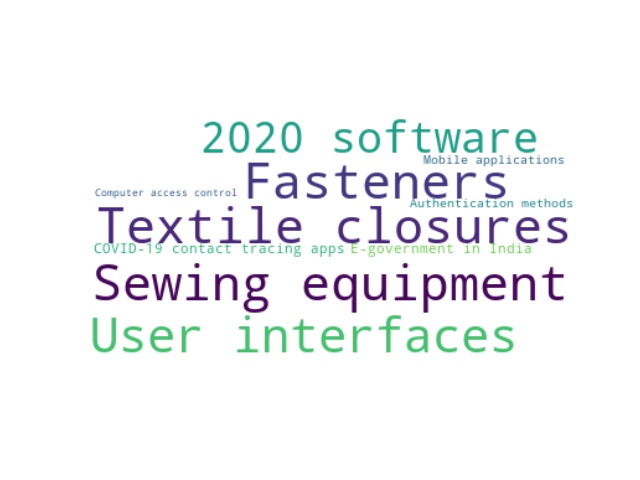 2020 software
Mobile applications
Fasteners
Computer access control
Authentication methods
Textile closures
COVID-19 contact tracing apps
E-government in India
Sewing equipment
User interfaces